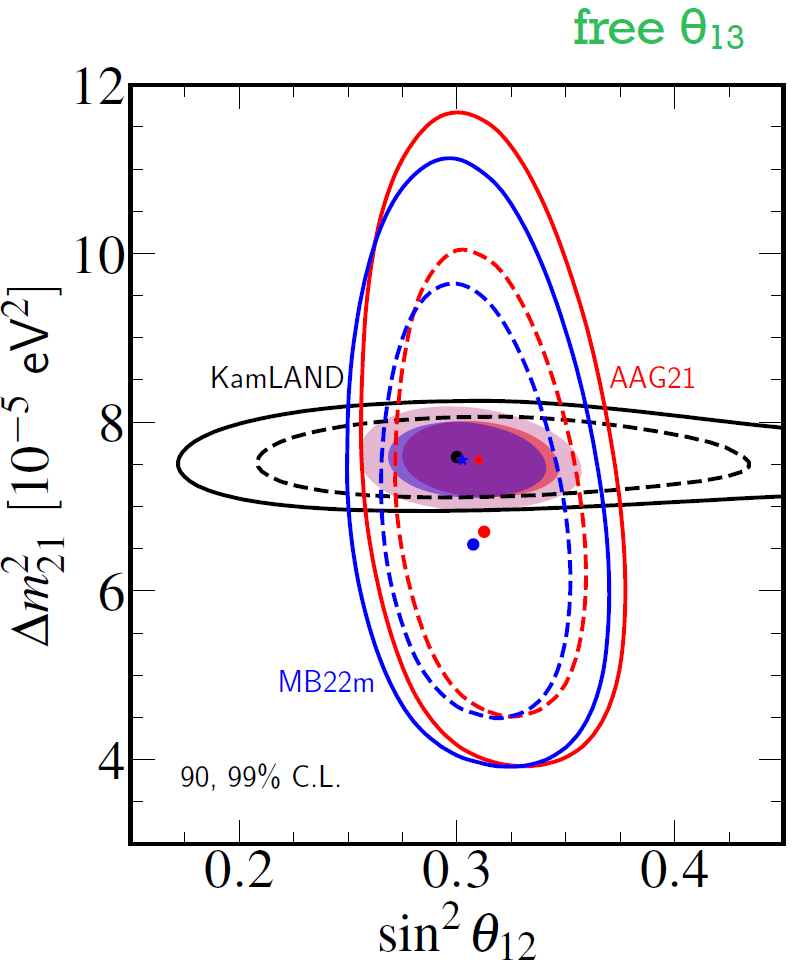 free θ₁₃
12
10
8
6
4
Δm²₂₁ [10⁻⁵ eV²]
KamLAND
AAG21
MB22m
90, 99% C.L.
0.2 0.3 0.4
sin² θ₁₂